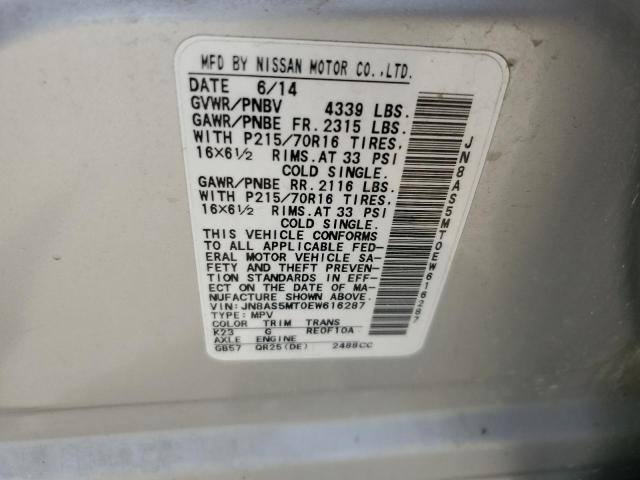 MFD BY NISSAN MOTOR CO.,LTD.
DATE 6/14
GVWR/PNBV 4339 LBS.
GAWR/PNBE FR. 2315 LBS.
WITH P215/70R16 TIRES,
16X6½ RIMS. AT 33 PSI
COLD SINGLE.
GAWR/PNBE RR. 2116 LBS.
WITH P215/70R16 TIRES,
16X6½ RIMS. AT 33 PSI
COLD SINGLE.
THIS VEHICLE CONFORMS
TO ALL APPLICABLE FED-
ERAL MOTOR VEHICLE SA-
FETY AND THEFT PREVEN-
TION STANDARDS IN EFF-
ECT ON THE DATE OF MA-
NUFACTURE SHOWN ABOVE.
VIN: JN8AS5MT0EW616287
TYPE: MPV
COLOR TRIM TRANS
K23 G RE0F10A
AXLE ENGINE
GB57 QR25(DE) 2488CC
JN8AS5MT0EW616287